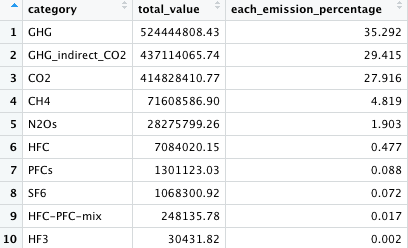 category total_value each_emission_percentage
1 GHG 524444808.43 35.292
2 GHG_indirect_CO2 437114065.74 29.415
3 CO2 414828410.77 27.916
4 CH4 71608586.90 4.819
5 N2Os 28275799.26 1.903
6 HFC 7084020.15 0.477
7 PFCs 1301123.03 0.088
8 SF6 1068300.92 0.072
9 HFC-PFC-mix 248135.78 0.017
10 HF3 30431.82 0.002